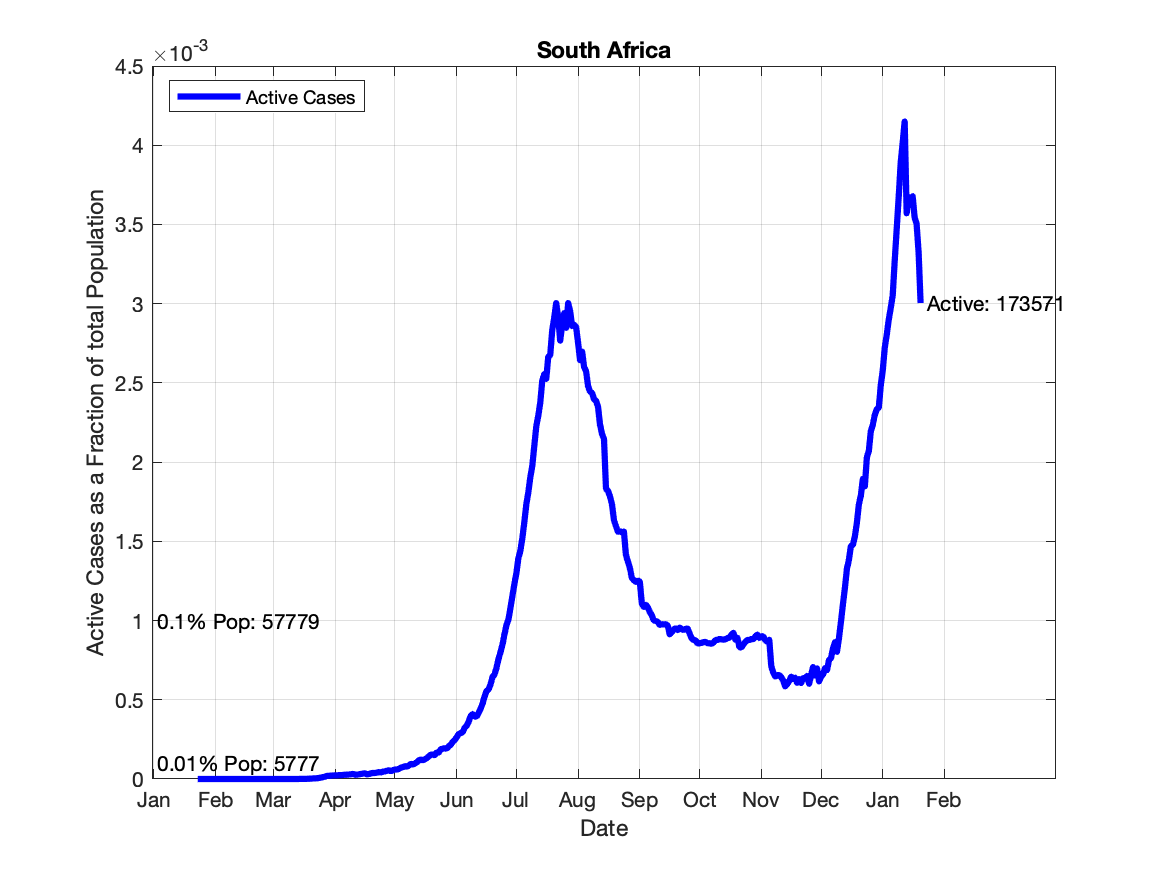 South Africa
×10⁻³
Active Cases
4.5
4
3.5
3
2.5
2
1.5
1
0.5
0
Active Cases as a Fraction of total Population
Active: 173571
0.1% Pop: 57779
0.01% Pop: 5777
Jan Feb Mar Apr May Jun Jul Aug Sep Oct Nov Dec Jan Feb
Date